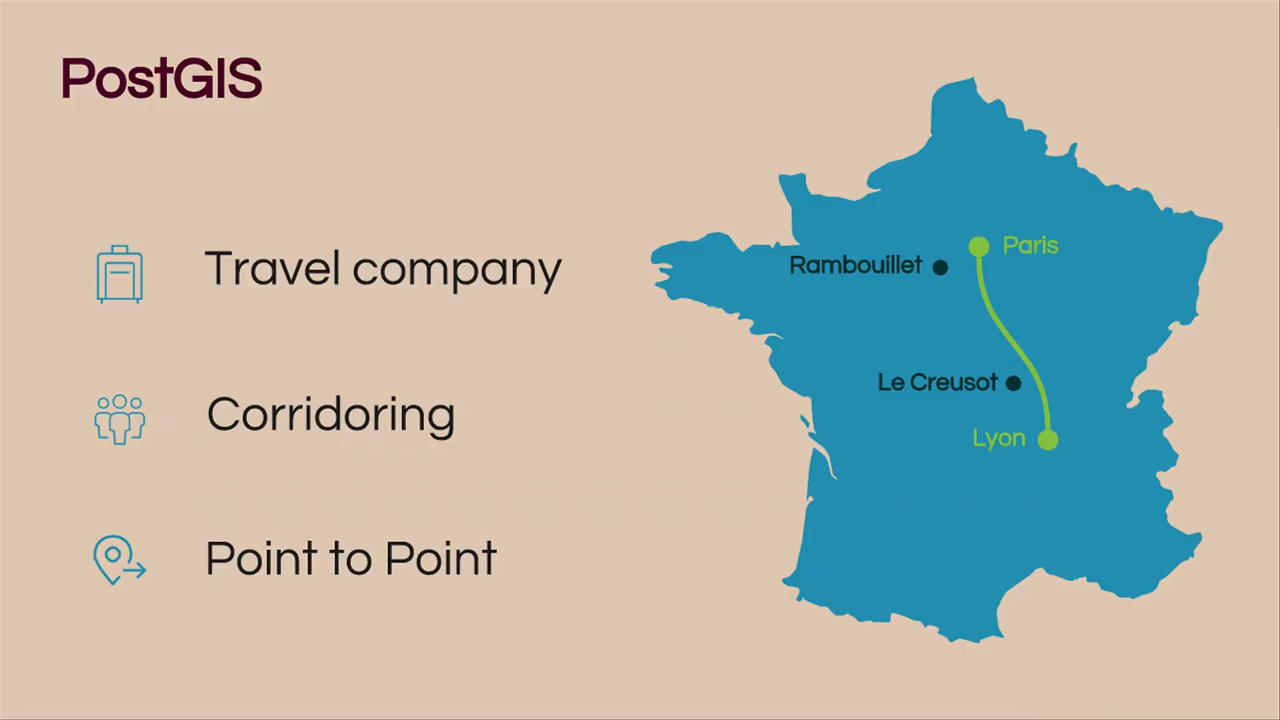 PostGIS
Travel company
Corridoring
Point to Point
Paris
Rambouillet
Le Creusot
Lyon